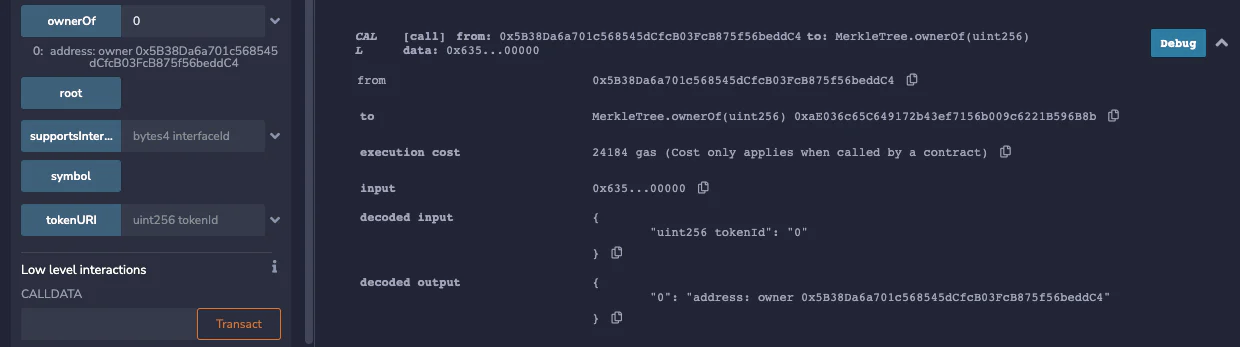 ownerOf 0
0: address: owner 0x5B38Da6a701c568545
dCfcB03FcB875f56beddC4
root
supportsInter... bytes4 interfaceId
symbol
tokenURI uint256 tokenId
Low level interactions i
CALLDATA
Transact
CAL [call] from: 0x5B38Da6a701c568545dCfcB03FcB875f56beddC4 to: MerkleTree.ownerOf(uint256)
L data: 0x635...00000
Debug
from 0x5B38Da6a701c568545dCfcB03FcB875f56beddC4
to MerkleTree.ownerOf(uint256) 0xaE036c65C649172b43ef7156b009c6221B596B8b
execution cost 24184 gas (Cost only applies when called by a contract)
input 0x635...00000
decoded input {
"uint256 tokenId": "0"
}
decoded output {
"0": "address: owner 0x5B38Da6a701c568545dCfcB03FcB875f56beddC4"
}